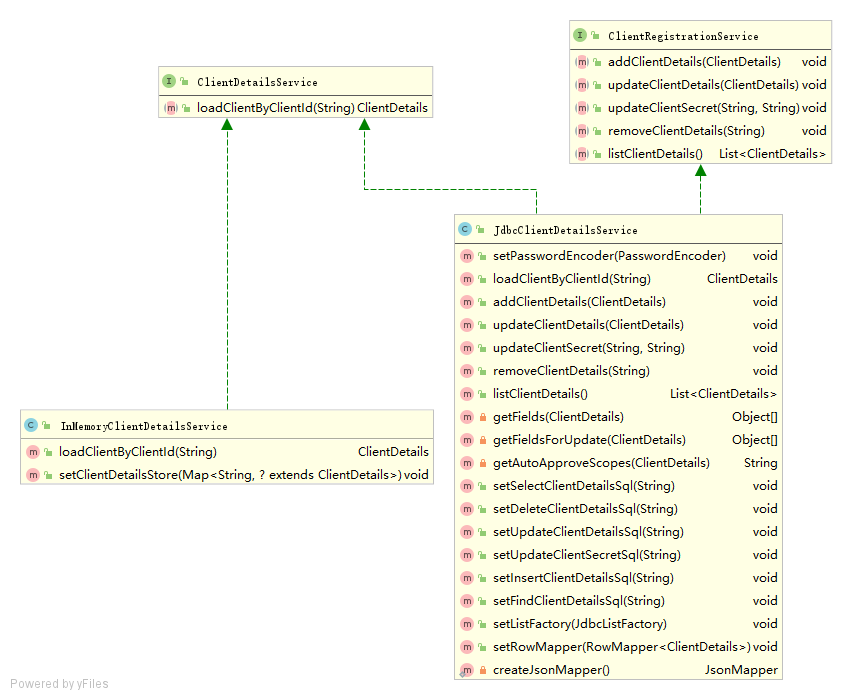 ClientRegistrationService
addClientDetails(ClientDetails) void
updateClientDetails(ClientDetails) void
updateClientSecret(String, String) void
removeClientDetails(String) void
listClientDetails() List<ClientDetails>
ClientDetailsService
loadClientByClientId(String) ClientDetails
JdbcClientDetailsService
setPasswordEncoder(PasswordEncoder) void
loadClientByClientId(String) ClientDetails
addClientDetails(ClientDetails) void
updateClientDetails(ClientDetails) void
updateClientSecret(String, String) void
removeClientDetails(String) void
listClientDetails() List<ClientDetails>
getFields(ClientDetails) Object[]
getFieldsForUpdate(ClientDetails) Object[]
getAutoApproveScopes(ClientDetails) String
setSelectClientDetailsSql(String) void
setDeleteClientDetailsSql(String) void
setUpdateClientDetailsSql(String) void
setUpdateClientSecretSql(String) void
setInsertClientDetailsSql(String) void
setFindClientDetailsSql(String) void
setListFactory(JdbcListFactory) void
setRowMapper(RowMapper<ClientDetails>) void
createJsonMapper() JsonMapper
InMemoryClientDetailsService
loadClientByClientId(String) ClientDetails
setClientDetailsStore(Map<String, ? extends ClientDetails>) void
Powered by yFiles